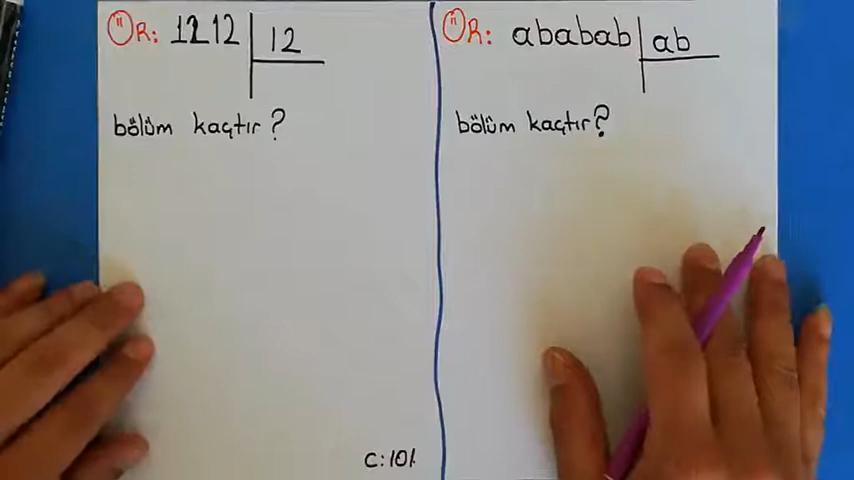 ÖR: 1212 | 12
bölüm kaçtır?
C: 101
ÖR: ababab | ab
bölüm kaçtır?